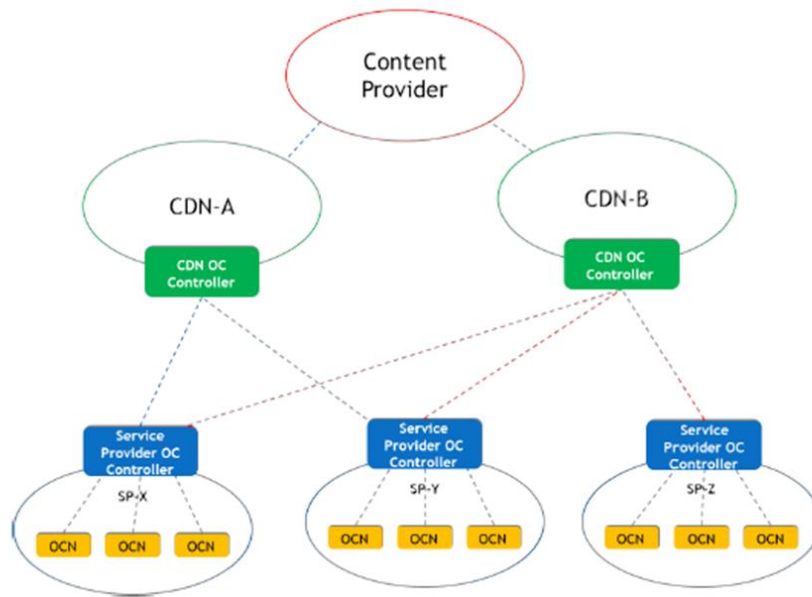 Content
Provider
CDN-A
CDN-B
CDN OC
Controller
CDN OC
Controller
Service
Provider OC
Controller
Service
Provider OC
Controller
Service
Provider OC
Controller
SP-X
SP-Y
SP-Z
OCN
OCN
OCN
OCN
OCN
OCN
OCN
OCN
OCN